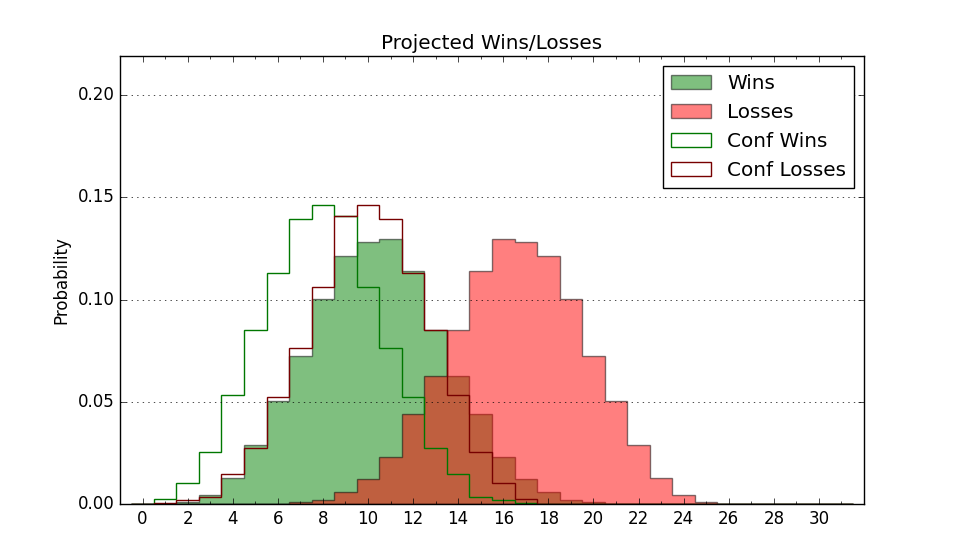 Projected Wins/Losses
Wins
Losses
Conf Wins
Conf Losses
Probability
0.20
0.15
0.10
0.05
0.00
0 2 4 6 8 10 12 14 16 18 20 22 24 26 28 30